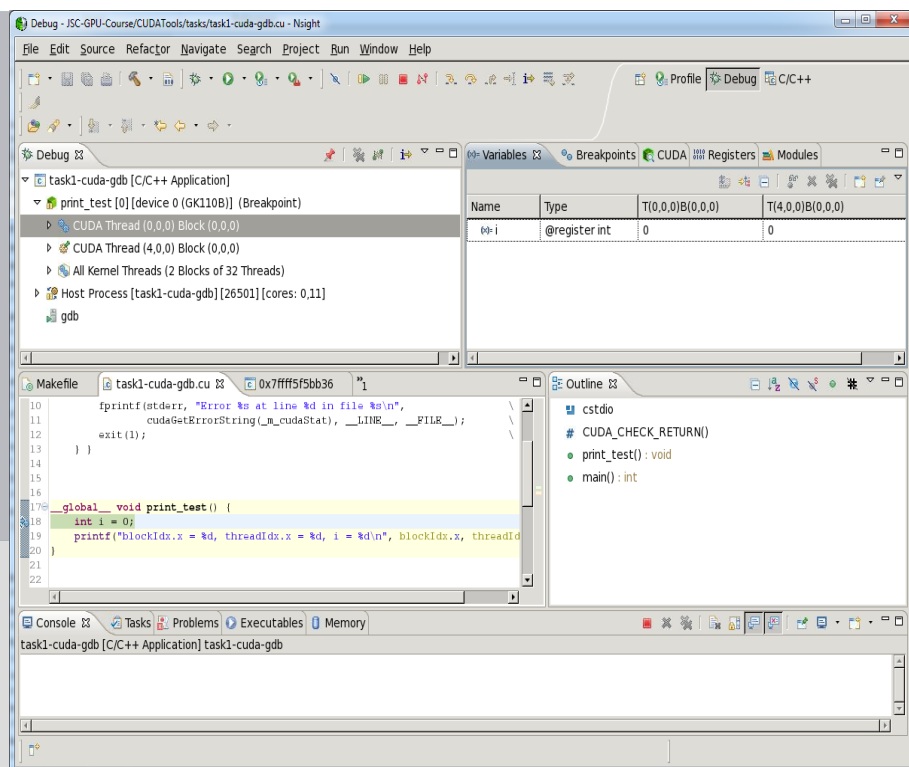 Debug - JSC-GPU-Course/CUDATools/tasks/task1-cuda-gdb.cu - Nsight
File Edit Source Refactor Navigate Search Project Run Window Help
Profile Debug C/C++
Debug
task1-cuda-gdb [C/C++ Application]
print_test [0] [device 0 (GK110B)] (Breakpoint)
CUDA Thread (0,0,0) Block (0,0,0)
CUDA Thread (4,0,0) Block (0,0,0)
All Kernel Threads (2 Blocks of 32 Threads)
Host Process [task1-cuda-gdb] [26501] [cores: 0,11]
gdb
(x)= Variables Breakpoints CUDA Registers Modules
Name Type T(0,0,0)B(0,0,0) T(4,0,0)B(0,0,0)
(x)= i @register int 0 0
Makefile task1-cuda-gdb.cu 0x7ffff5f5bb36 »1
10 fprintf(stderr, "Error %s at line %d in file %s\n", \
11 cudaGetErrorString(_m_cudaStat), __LINE__, __FILE__); \
12 exit(1); \
13 } }
14
15
16
17 __global__ void print_test() {
18 int i = 0;
19 printf("blockIdx.x = %d, threadIdx.x = %d, i = %d\n", blockIdx.x, threadId
20 }
21
22
Outline
cstdio
# CUDA_CHECK_RETURN()
print_test() : void
main() : int
Console Tasks Problems Executables Memory
task1-cuda-gdb [C/C++ Application] task1-cuda-gdb